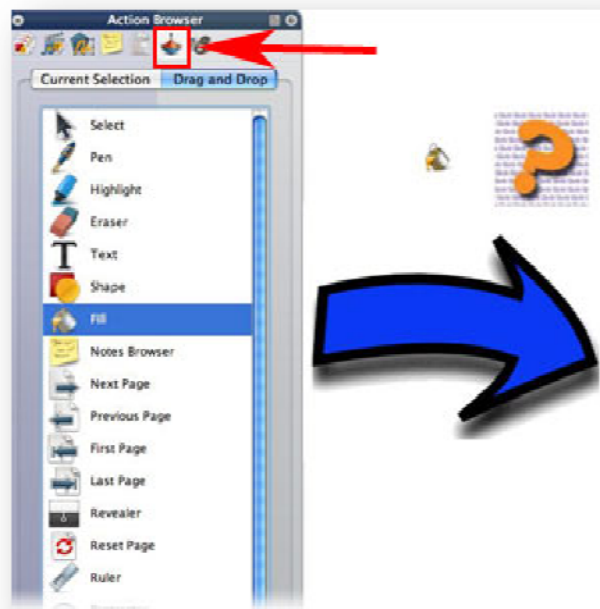 Action Browser
Current Selection Drag and Drop
Select
Pen
Highlight
Eraser
Text
Shape
Fill
Notes Browser
Next Page
Previous Page
First Page
Last Page
Revealer
Reset Page
Ruler